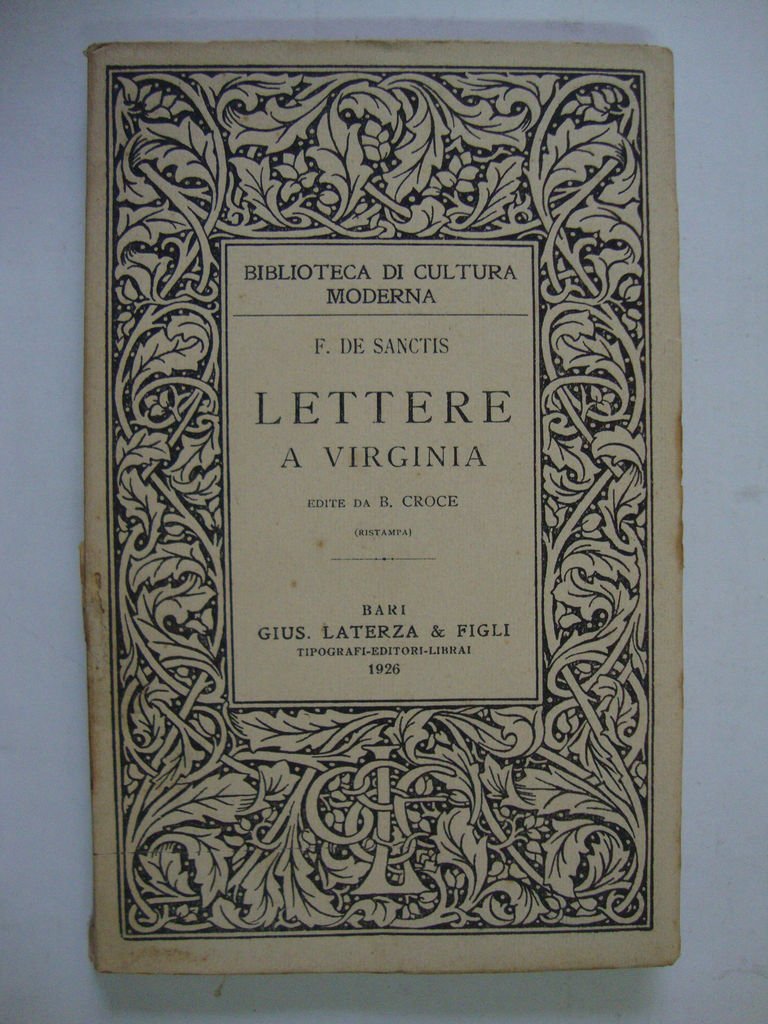 BIBLIOTECA DI CULTURA
MODERNA
F. DE SANCTIS
LETTERE
A VIRGINIA
EDITE DA B. CROCE
(RISTAMPA)
BARI
GIUS. LATERZA & FIGLI
TIPOGRAFI-EDITORI-LIBRAI
1926